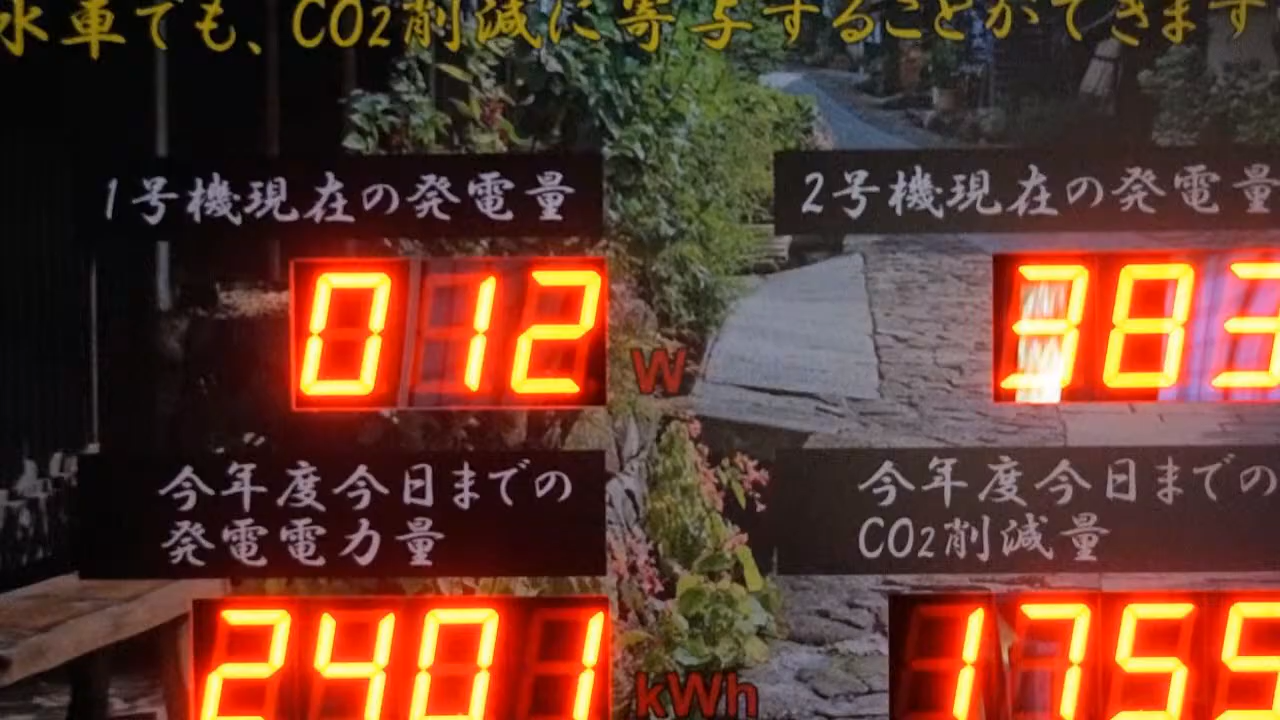 水車でも、CO2削減に寄与することができます
1号機現在の発電量
2号機現在の発電量
012 W
383
今年度今日までの
発電電力量
今年度今日までの
CO2削減量
2401 kWh
1755